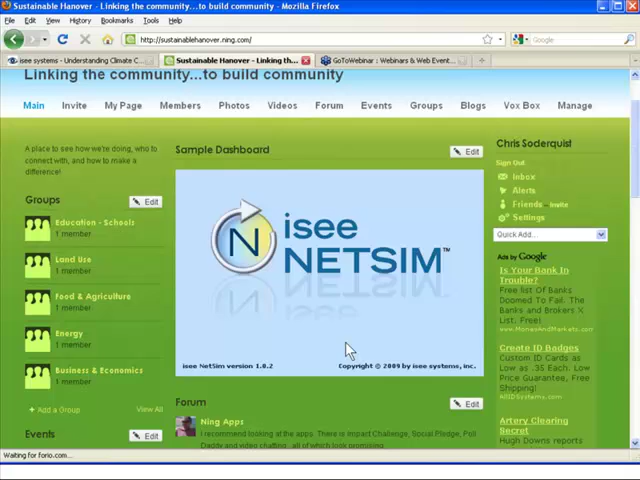 Sustainable Hanover - Linking the community...to build community - Mozilla Firefox
File Edit View History Bookmarks Tools Help
http://sustainablehanover.ning.com/
Google
isee systems - Understanding Climate C...
Sustainable Hanover - Linking the ...
GoToWebinar : Webinars & Web Event...
Linking the community...to build community
Main Invite My Page Members Photos Videos Forum Events Groups Blogs Vox Box Manage
A place to see how we're doing, who to
connect with, and how to make a
difference!
Groups
Edit
Education - Schools
1 member
Land Use
1 member
Food & Agriculture
1 member
Energy
1 member
Business & Economics
1 member
+ Add a Group
View All
Events
Edit
Sample Dashboard
Edit
N
isee
NETSIM™
isee NetSim version 1.0.2
Copyright © 2009 by isee systems, inc.
Forum
Edit
Ning Apps
I recommend looking at the apps. There is Impact Challenge, Social Pledge, Poll
Daddy and video chatting...all of which look promising.
Chris Soderquist
Sign Out
Inbox
Alerts
Friends - Invite
Settings
Quick Add...
Ads by Google
Is Your Bank In
Trouble?
Free list Of Banks
Doomed To Fail. The
Banks and Brokers X
List. Free!
www.MoneyAndMarkets.com
Create ID Badges
Custom ID Cards as
Low as .35 Each. Low
Price Guarantee, Free
Shipping!
AllIDSystems.com
Artery Clearing
Secret
Hugh Downs reports
Waiting for forio.com...